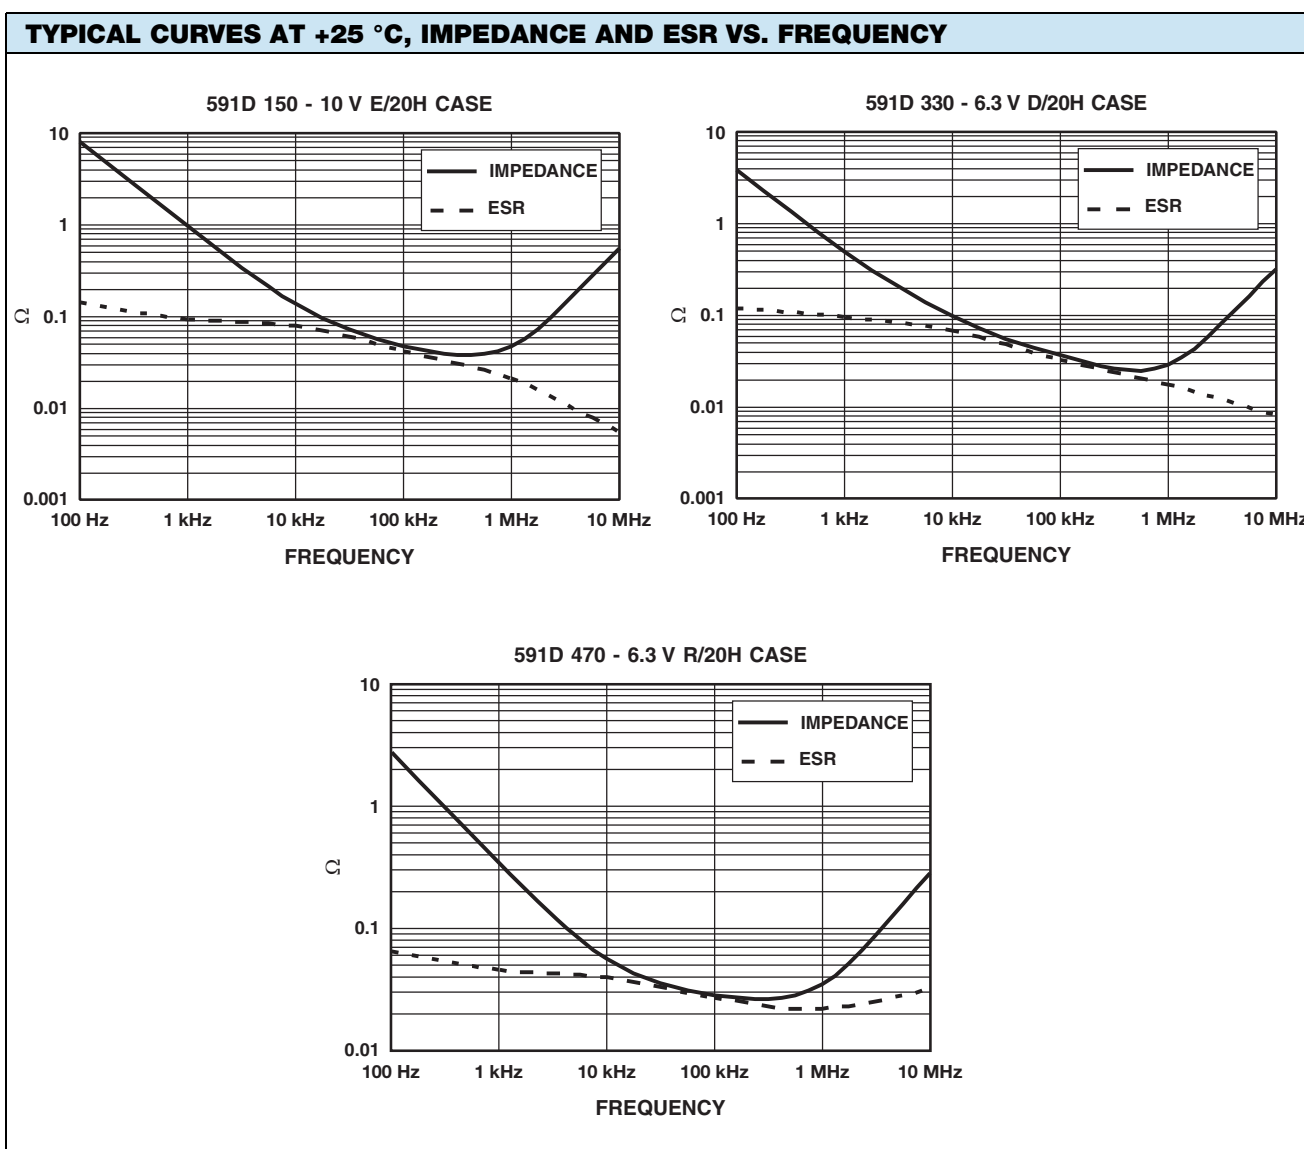 TYPICAL CURVES AT +25 °C, IMPEDANCE AND ESR VS. FREQUENCY
591D 150 - 10 V E/20H CASE
10
1
0.1
0.01
0.001
Ω
IMPEDANCE
ESR
100 Hz 1 kHz 10 kHz 100 kHz 1 MHz 10 MHz
FREQUENCY
591D 330 - 6.3 V D/20H CASE
10
1
0.1
0.01
0.001
Ω
IMPEDANCE
ESR
100 Hz 1 kHz 10 kHz 100 kHz 1 MHz 10 MHz
FREQUENCY
591D 470 - 6.3 V R/20H CASE
10
1
0.1
0.01
Ω
IMPEDANCE
ESR
100 Hz 1 kHz 10 kHz 100 kHz 1 MHz 10 MHz
FREQUENCY